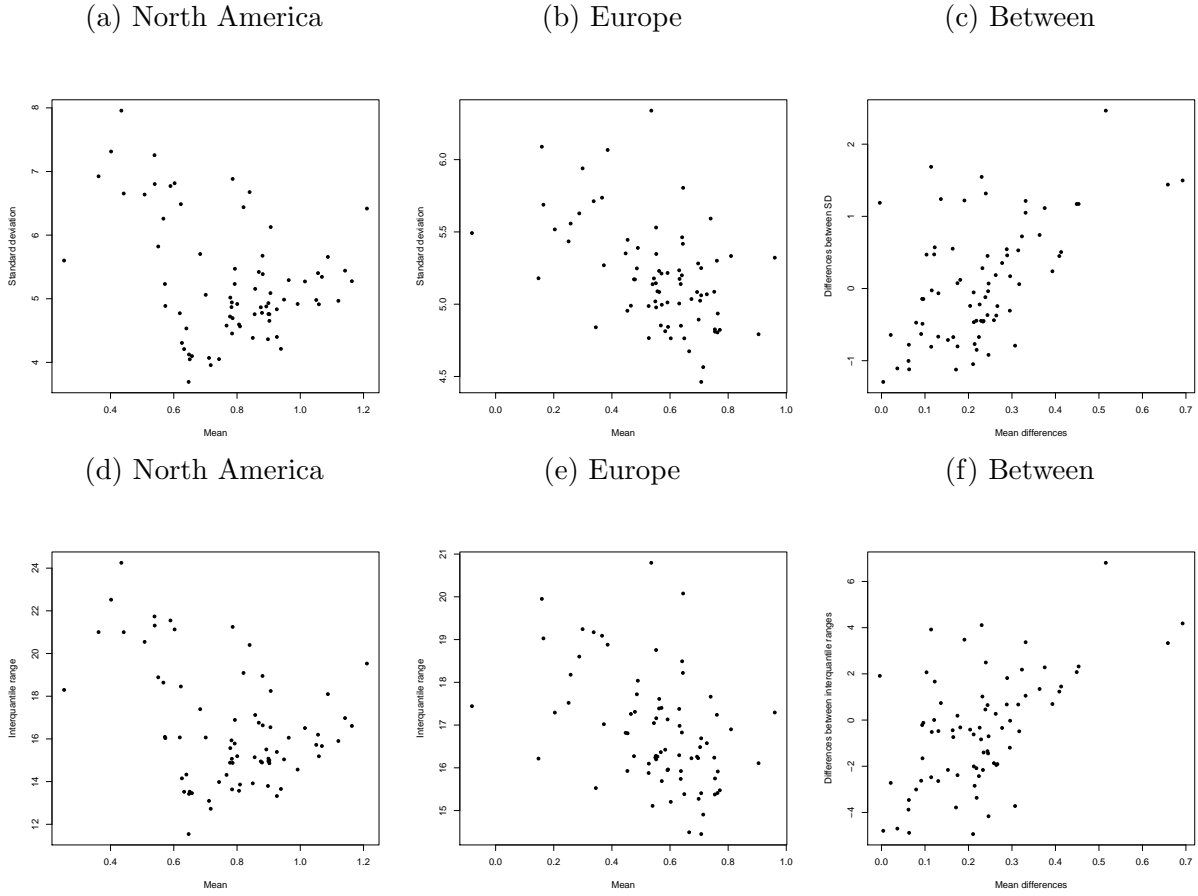 (a) North America
(b) Europe
(c) Between
Standard deviation
8
7
6
5
4
0.4 0.6 0.8 1.0 1.2
Mean
Standard deviation
6.0
5.5
5.0
4.5
0.0 0.2 0.4 0.6 0.8 1.0
Mean
Differences between SD
2
1
0
−1
0.0 0.1 0.2 0.3 0.4 0.5 0.6 0.7
Mean differences
(d) North America
(e) Europe
(f) Between
Interquantile range
24
22
20
18
16
14
12
0.4 0.6 0.8 1.0 1.2
Mean
Interquantile range
21
20
19
18
17
16
15
0.0 0.2 0.4 0.6 0.8 1.0
Mean
Differences between interquantile ranges
6
4
2
0
−2
−4
0.0 0.1 0.2 0.3 0.4 0.5 0.6 0.7
Mean differences